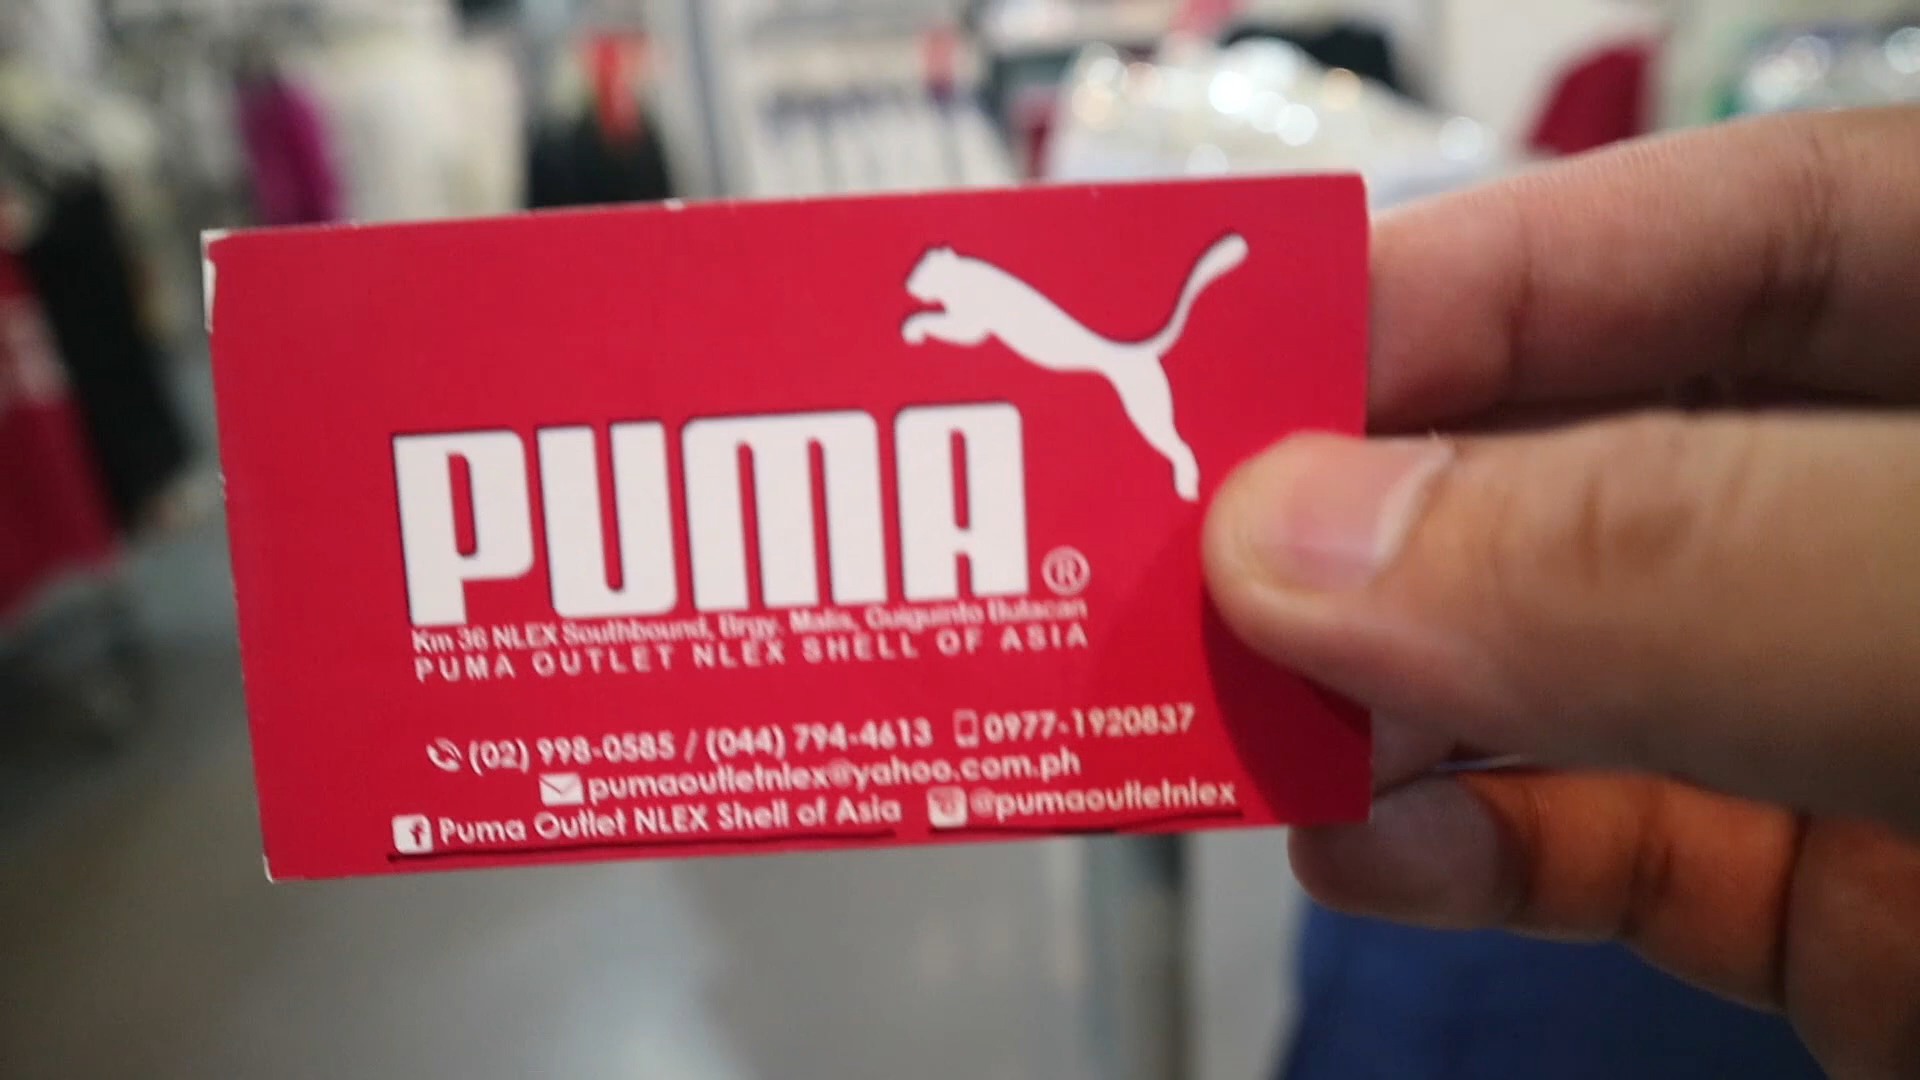 PUMA®
Km 36 NLEX Southbound, Brgy. Malis, Guiguinto Bulacan
PUMA OUTLET NLEX SHELL OF ASIA
(02) 998-0585 / (044) 794-4613 0977-1920837
pumaoutletnlex@yahoo.com.ph
Puma Outlet NLEX Shell of Asia @pumaoutletnlex